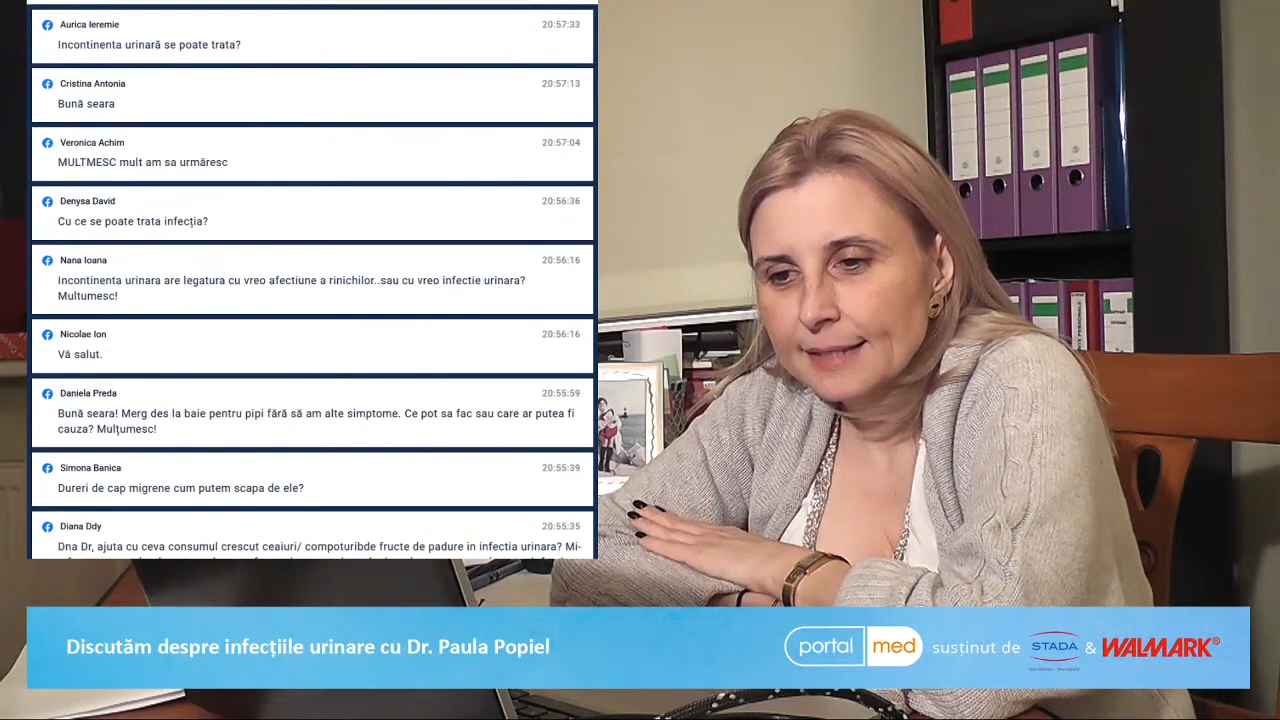 Aurica Ieremie 20:57:33
Incontinenta urinară se poate trata?
Cristina Antonia 20:57:13
Bună seara
Veronica Achim 20:57:04
MULTMESC mult am sa urmăresc
Denysa David 20:56:36
Cu ce se poate trata infecția?
Nana Ioana 20:56:16
Incontinenta urinara are legatura cu vreo afectiune a rinichilor..sau cu vreo infectie urinara?
Multumesc!
Nicolae Ion 20:56:16
Vă salut.
Daniela Preda 20:55:59
Bună seara! Merg des la baie pentru pipi fără să am alte simptome. Ce pot sa fac sau care ar putea fi
cauza? Mulțumesc!
Simona Banica 20:55:39
Dureri de cap migrene cum putem scapa de ele?
Diana Ddy 20:55:35
Dna Dr, ajuta cu ceva consumul crescut ceaiuri/ compoturibde fructe de padure in infectia urinara? Mi-
Discutăm despre infecțiile urinare cu Dr. Paula Popiel
portal med susținut de STADA & WALMARK®